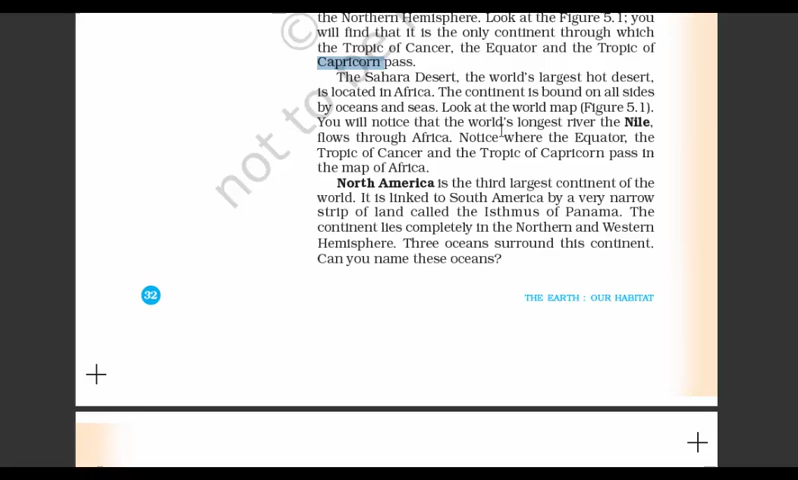 the Northern Hemisphere. Look at the Figure 5.1; you
will find that it is the only continent through which
the Tropic of Cancer, the Equator and the Tropic of
Capricorn pass.
The Sahara Desert, the world's largest hot desert,
is located in Africa. The continent is bound on all sides
by oceans and seas. Look at the world map (Figure 5.1).
You will notice that the world's longest river the Nile,
flows through Africa. Notice where the Equator, the
Tropic of Cancer and the Tropic of Capricorn pass in
the map of Africa.
North America is the third largest continent of the
world. It is linked to South America by a very narrow
strip of land called the Isthmus of Panama. The
continent lies completely in the Northern and Western
Hemisphere. Three oceans surround this continent.
Can you name these oceans?
32
THE EARTH : OUR HABITAT
©
not to be r